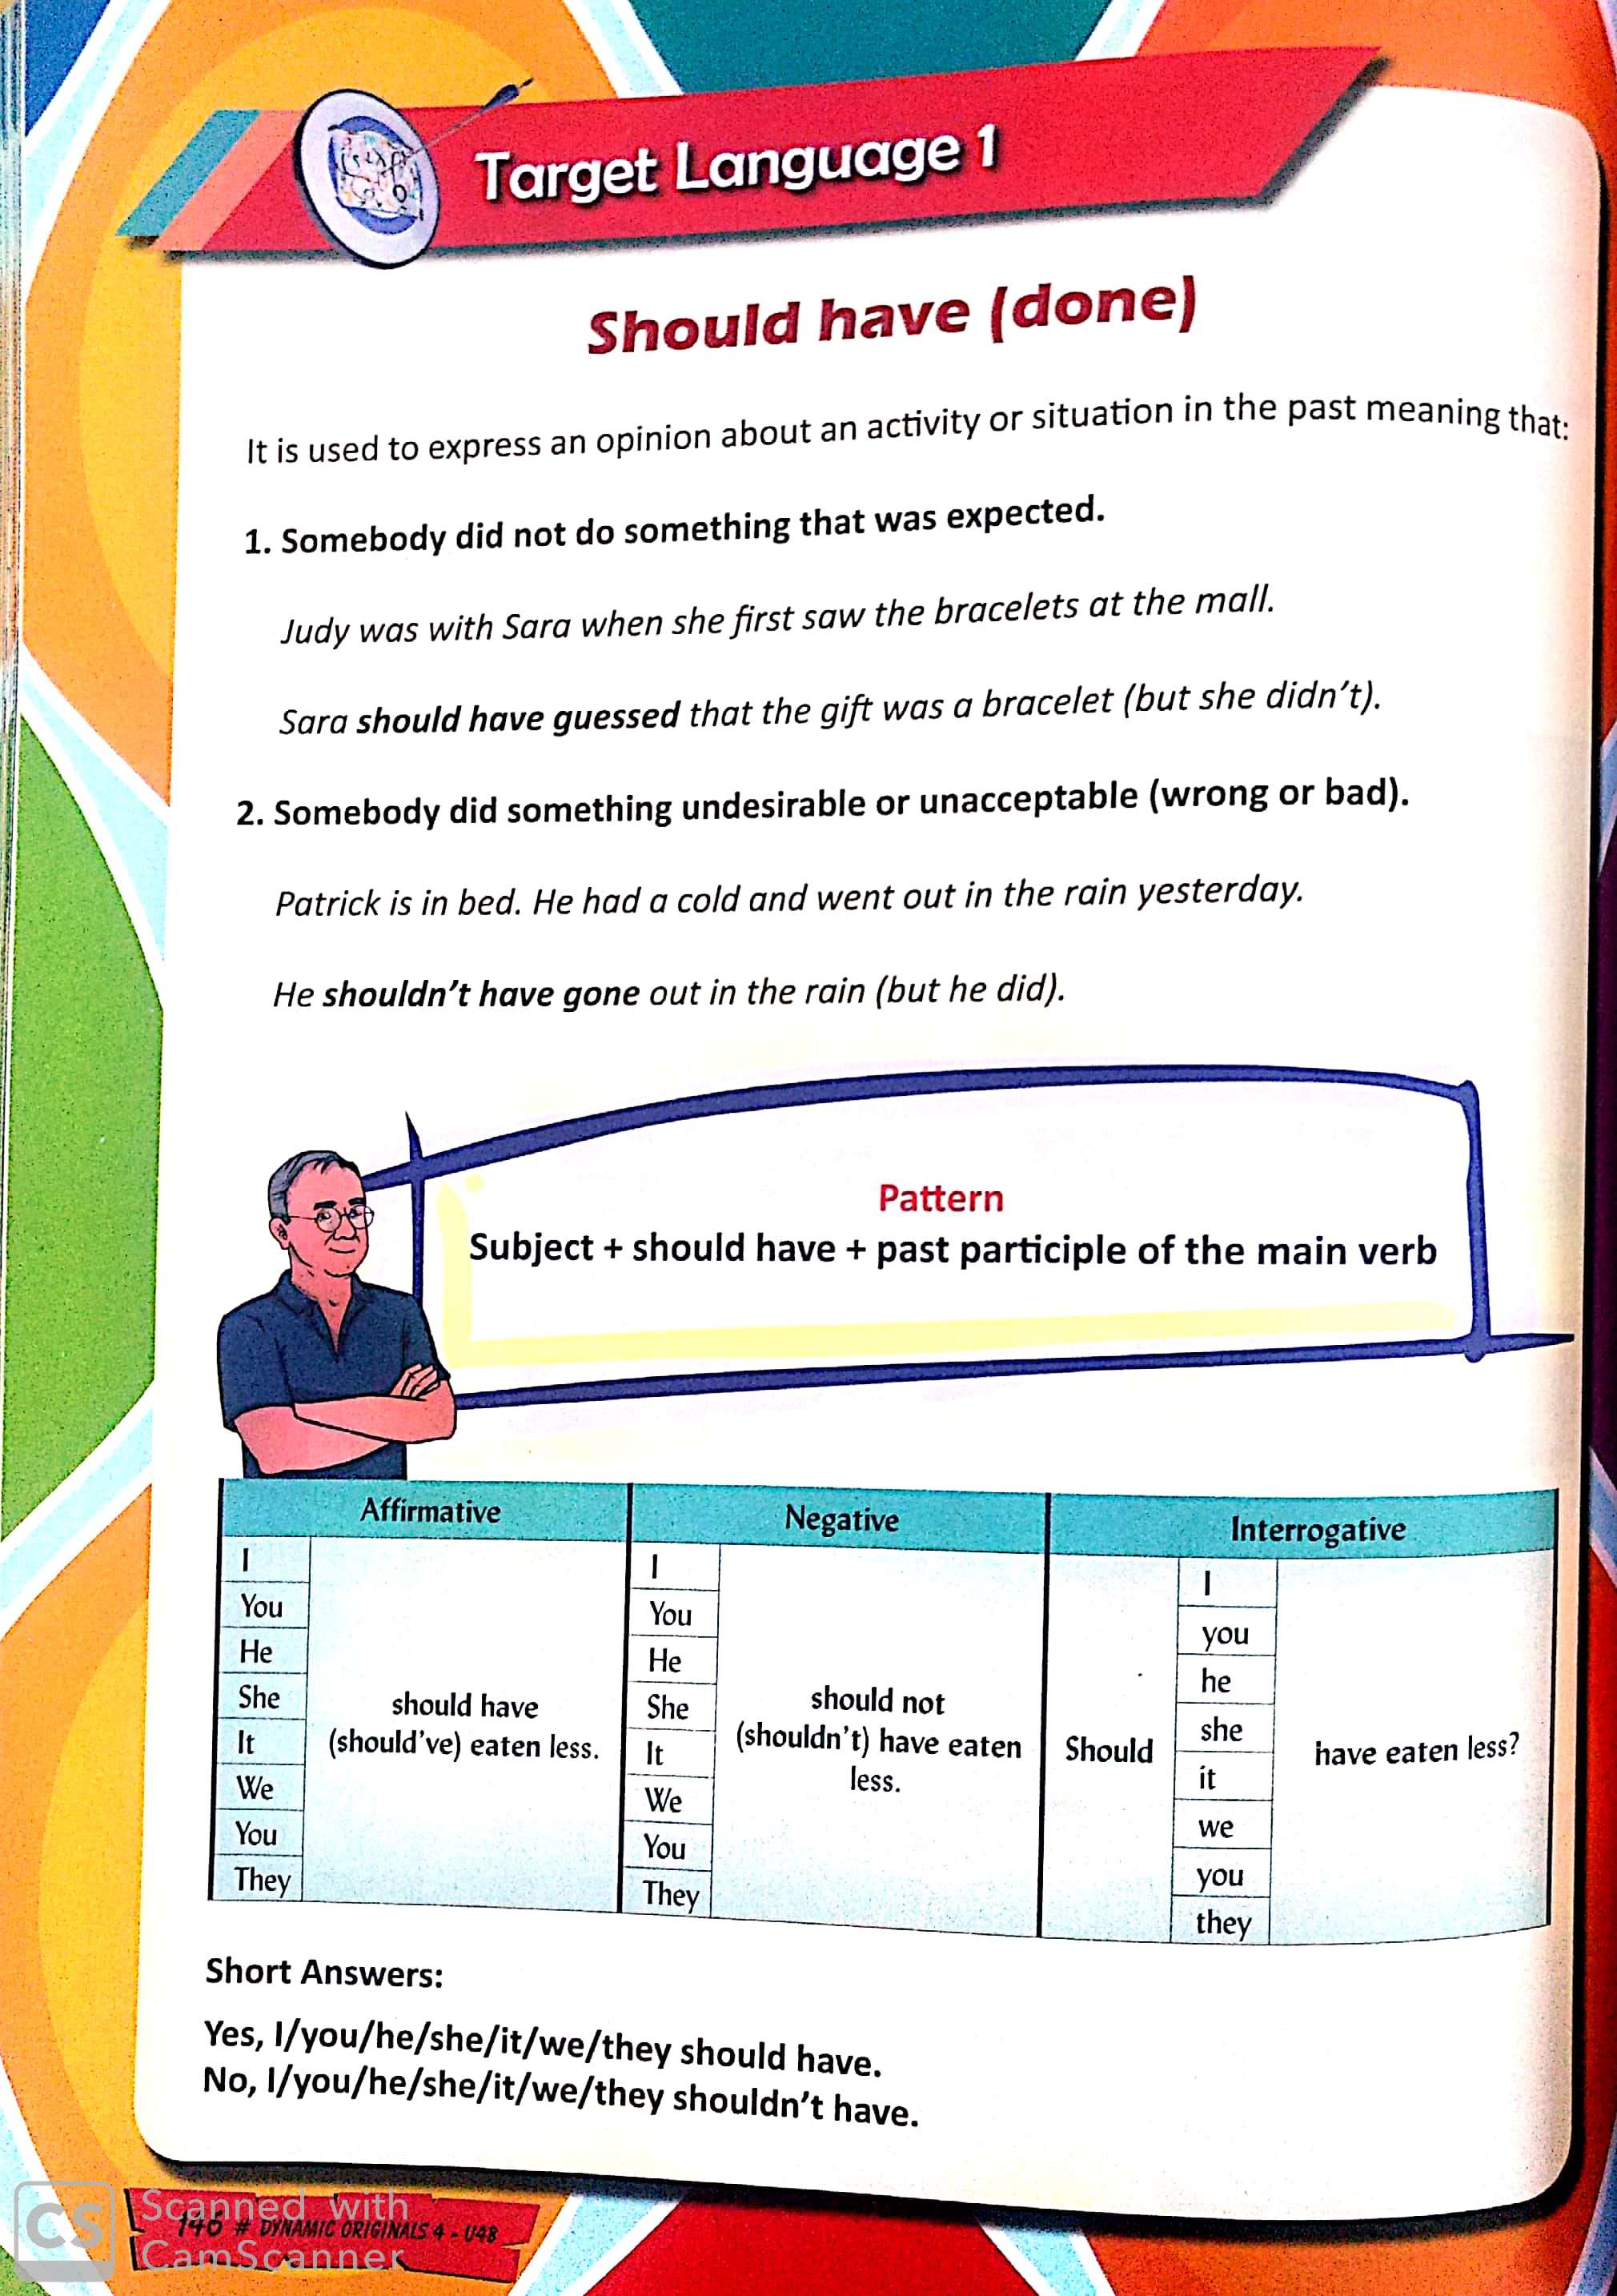 Target Language 1
Should have (done)
It is used to express an opinion about an activity or situation in the past meaning that:
1. Somebody did not do something that was expected.
Judy was with Sara when she first saw the bracelets at the mall.
Sara should have guessed that the gift was a bracelet (but she didn't).
2. Somebody did something undesirable or unacceptable (wrong or bad).
Patrick is in bed. He had a cold and went out in the rain yesterday.
He shouldn't have gone out in the rain (but he did).
Pattern
Subject + should have + past participle of the main verb
Affirmative
I
You
He
She
It
We
You
They
should have
(should've) eaten less.
Negative
I
You
He
She
It
We
You
They
should not
(shouldn't) have eaten
less.
Interrogative
Should
I
you
he
she
it
we
you
they
have eaten less?
Short Answers:
Yes, I/you/he/she/it/we/they should have.
No, I/you/he/she/it/we/they shouldn't have.
146 # DYNAMIC ORIGINALS 4 - U48
CS
Scanned with
CamScanner